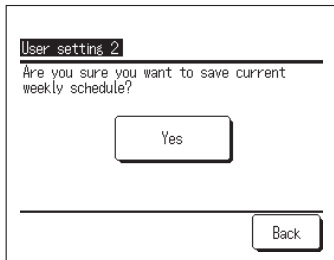 User setting 2
Are you sure you want to save current
weekly schedule?
Yes
Back